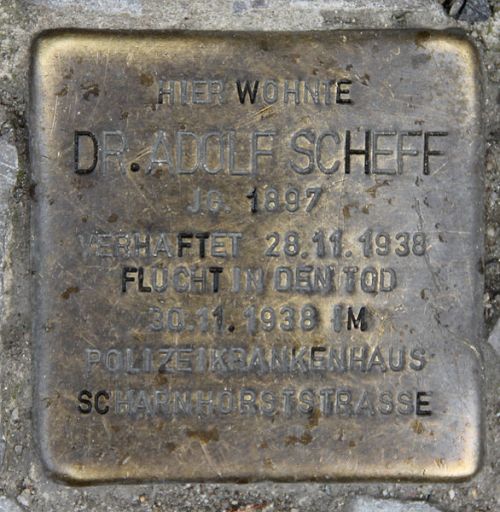 HIER WOHNTE
DR. ADOLF SCHEFF
JG. 1897
VERHAFTET 28.11.1938
FLUCHT IN DEN TOD
30.11.1938 IM
POLIZEIKRANKENHAUS
SCHARNHORSTSTRASSE